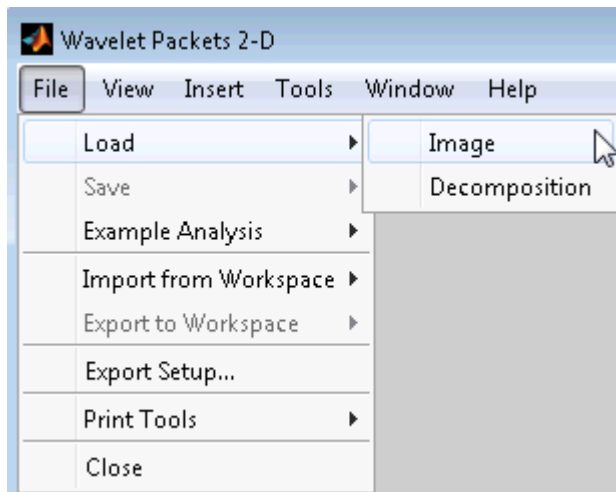 Wavelet Packets 2-D
File View Insert Tools Window Help
Load Image
Save Decomposition
Example Analysis
Import from Workspace
Export to Workspace
Export Setup...
Print Tools
Close